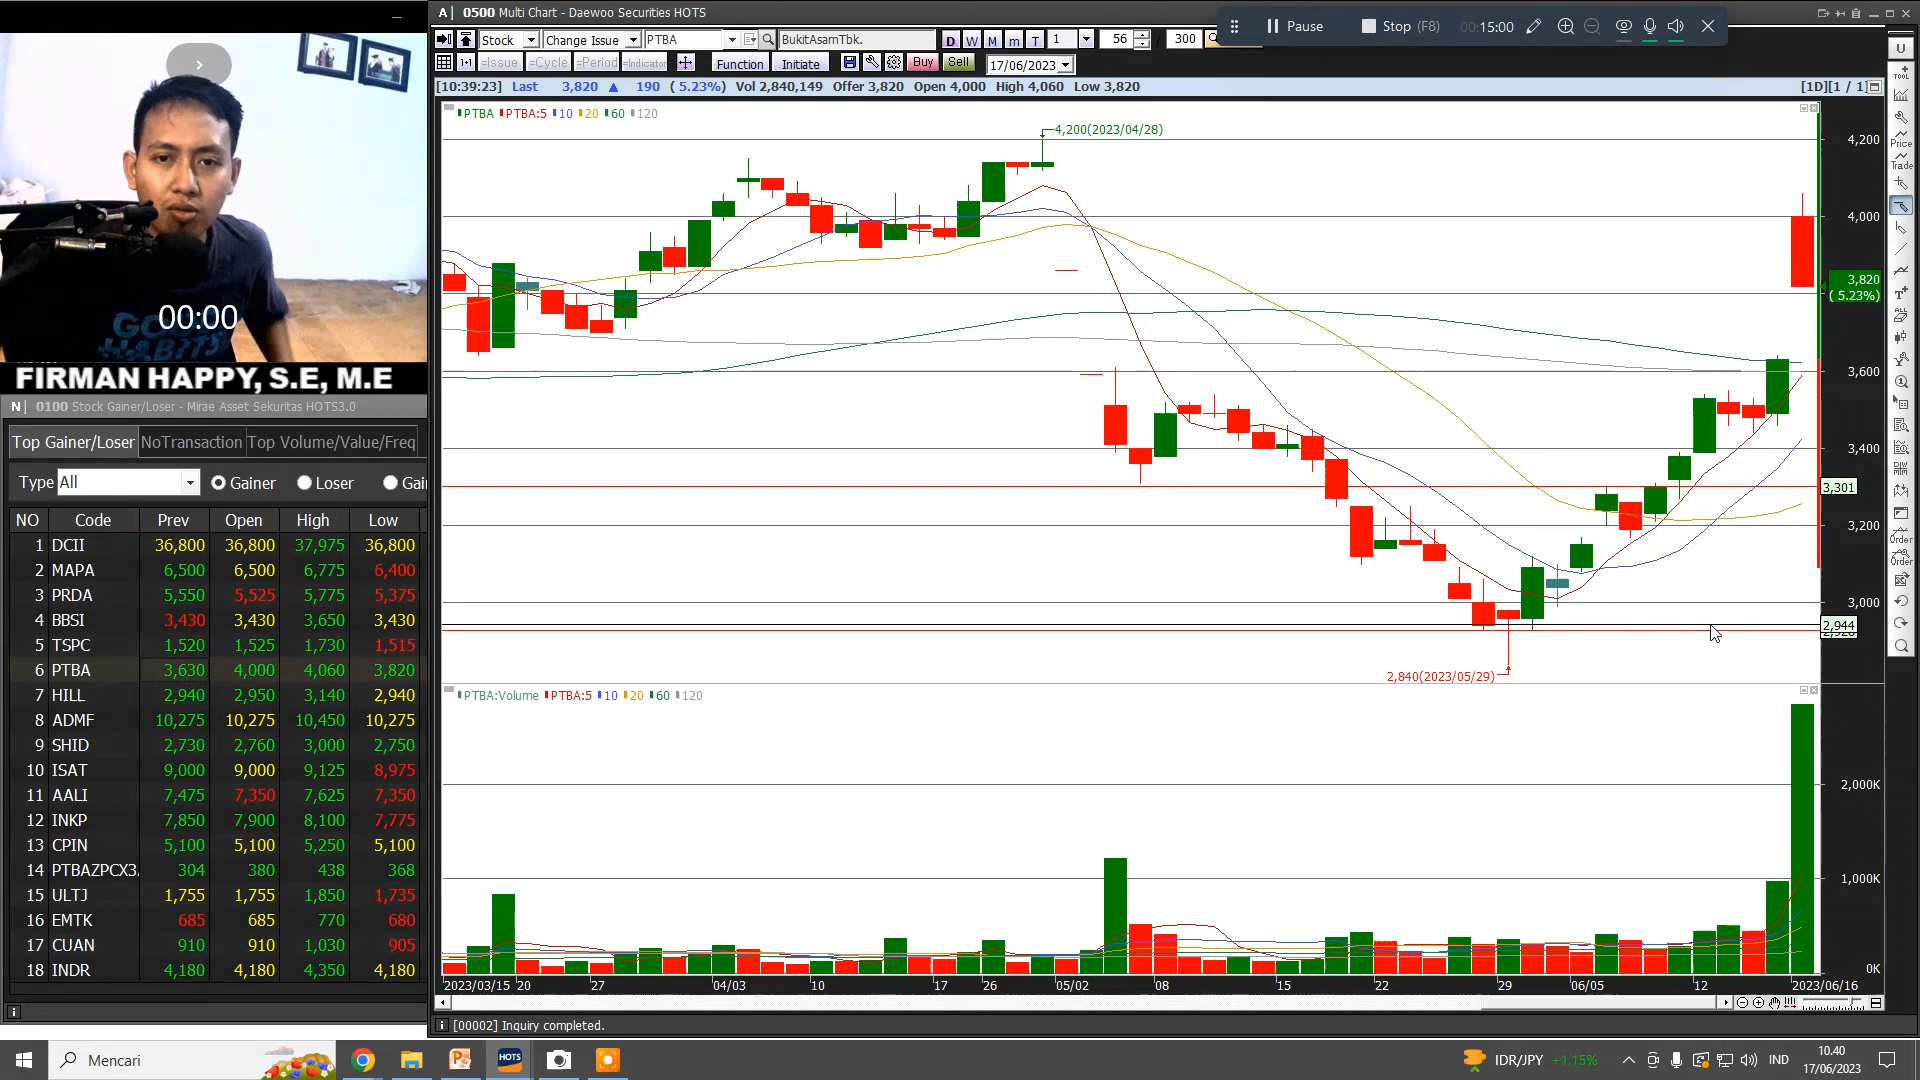 A 0500 Multi Chart - Daewoo Securities HOTS
Pause Stop (F8) 00:15:00
Stock Change Issue PTBA BukitAsamTbk. D W M m T 1 56 300
=Issue =Cycle =Period =Indicator Function Initiate Buy Sell 17/06/2023
[10:39:23] Last 3,820 ▲ 190 ( 5.23%) Vol 2,840,149 Offer 3,820 Open 4,000 High 4,060 Low 3,820 [1D][1 / 1]
PTBA PTBA:5 10 20 60 120
4,200(2023/04/28)
4,200
4,000
3,820
( 5.23%)
3,600
3,400
3,301
3,200
3,000
2,944
2,840(2023/05/29)
PTBA:Volume PTBA:5 10 20 60 120
2,000K
1,000K
0K
2023/03/15 20 27 04/03 10 17 26 05/02 08 15 22 29 06/05 12 2023/06/16
[00002] Inquiry completed.
U
TOOL
Price
Trade
Order
Order
00:00
GOOD
HABITS
FIRMAN HAPPY, S.E, M.E
N 0100 Stock Gainer/Loser - Mirae Asset Sekuritas HOTS3.0
Top Gainer/Loser NoTransaction Top Volume/Value/Freq
Type All Gainer Loser Gai
NO Code Prev Open High Low
1 DCII 36,800 36,800 37,975 36,800
2 MAPA 6,500 6,500 6,775 6,400
3 PRDA 5,550 5,525 5,775 5,375
4 BBSI 3,430 3,430 3,650 3,430
5 TSPC 1,520 1,525 1,730 1,515
6 PTBA 3,630 4,000 4,060 3,820
7 HILL 2,940 2,950 3,140 2,940
8 ADMF 10,275 10,275 10,450 10,275
9 SHID 2,730 2,760 3,000 2,750
10 ISAT 9,000 9,000 9,125 8,975
11 AALI 7,475 7,350 7,625 7,350
12 INKP 7,850 7,900 8,100 7,775
13 CPIN 5,100 5,100 5,250 5,100
14 PTBAZPCX3. 304 380 438 368
15 ULTJ 1,755 1,755 1,850 1,735
16 EMTK 685 685 770 680
17 CUAN 910 910 1,030 905
18 INDR 4,180 4,180 4,350 4,180
Mencari
HOTS
IDR/JPY +1.15% IND 10.40
17/06/2023